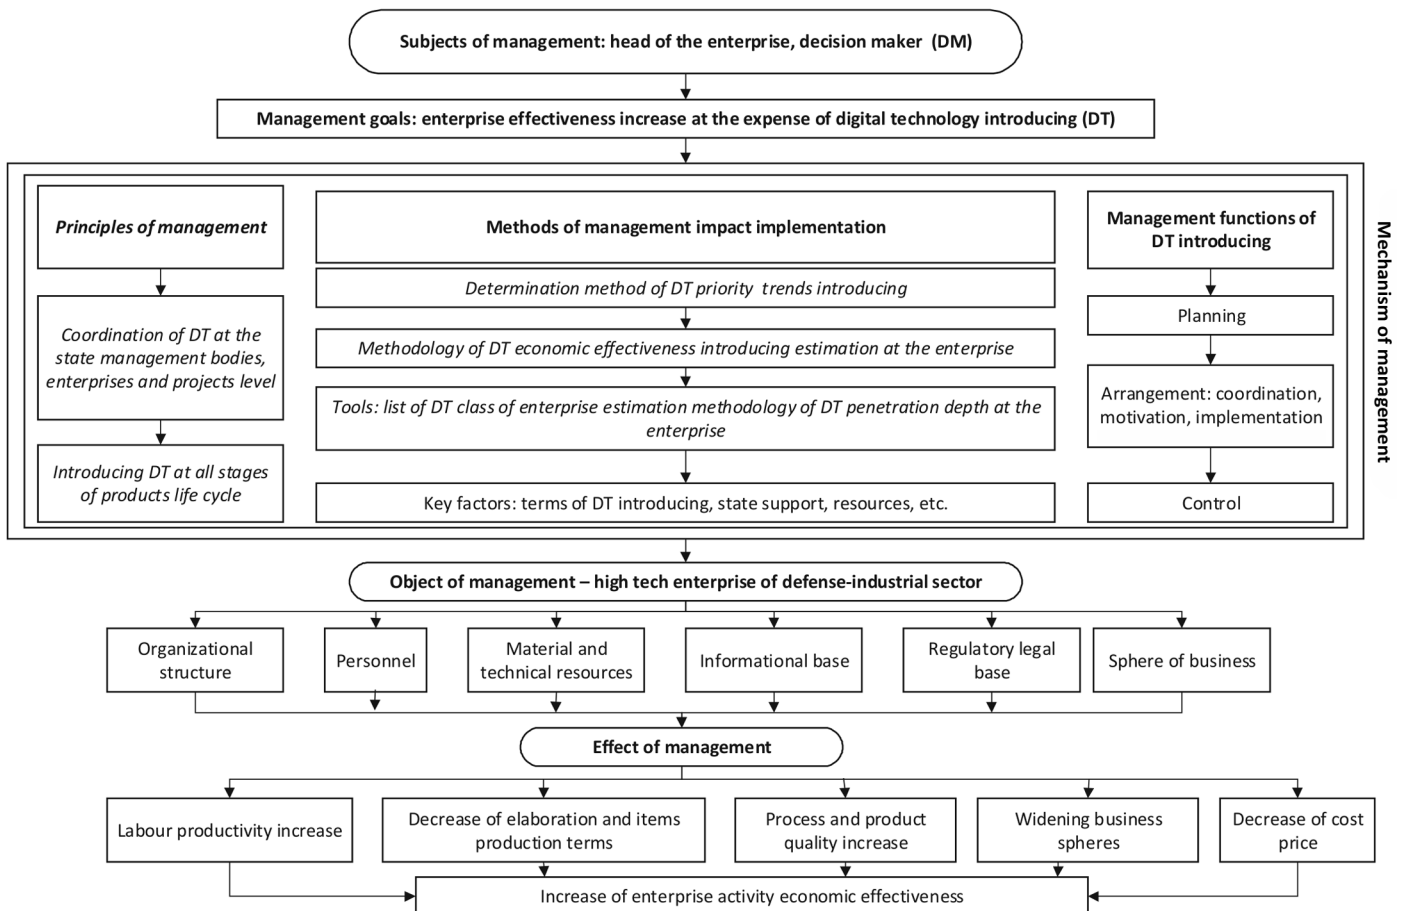 Subjects of management: head of the enterprise, decision maker (DM)
Management goals: enterprise effectiveness increase at the expense of digital technology introducing (DT)
Principles of management
Coordination of DT at the
state management bodies,
enterprises and projects level
Introducing DT at all stages
of products life cycle
Methods of management impact implementation
Determination method of DT priority trends introducing
Methodology of DT economic effectiveness introducing estimation at the enterprise
Tools: list of DT class of enterprise estimation methodology of DT penetration depth at the
enterprise
Key factors: terms of DT introducing, state support, resources, etc.
Management functions of
DT introducing
Planning
Arrangement: coordination,
motivation, implementation
Control
Mechanism of management
Object of management – high tech enterprise of defense-industrial sector
Organizational
structure
Personnel
Material and
technical resources
Informational base
Regulatory legal
base
Sphere of business
Effect of management
Labour productivity increase
Decrease of elaboration and items
production terms
Process and product
quality increase
Widening business
spheres
Decrease of cost
price
Increase of enterprise activity economic effectiveness